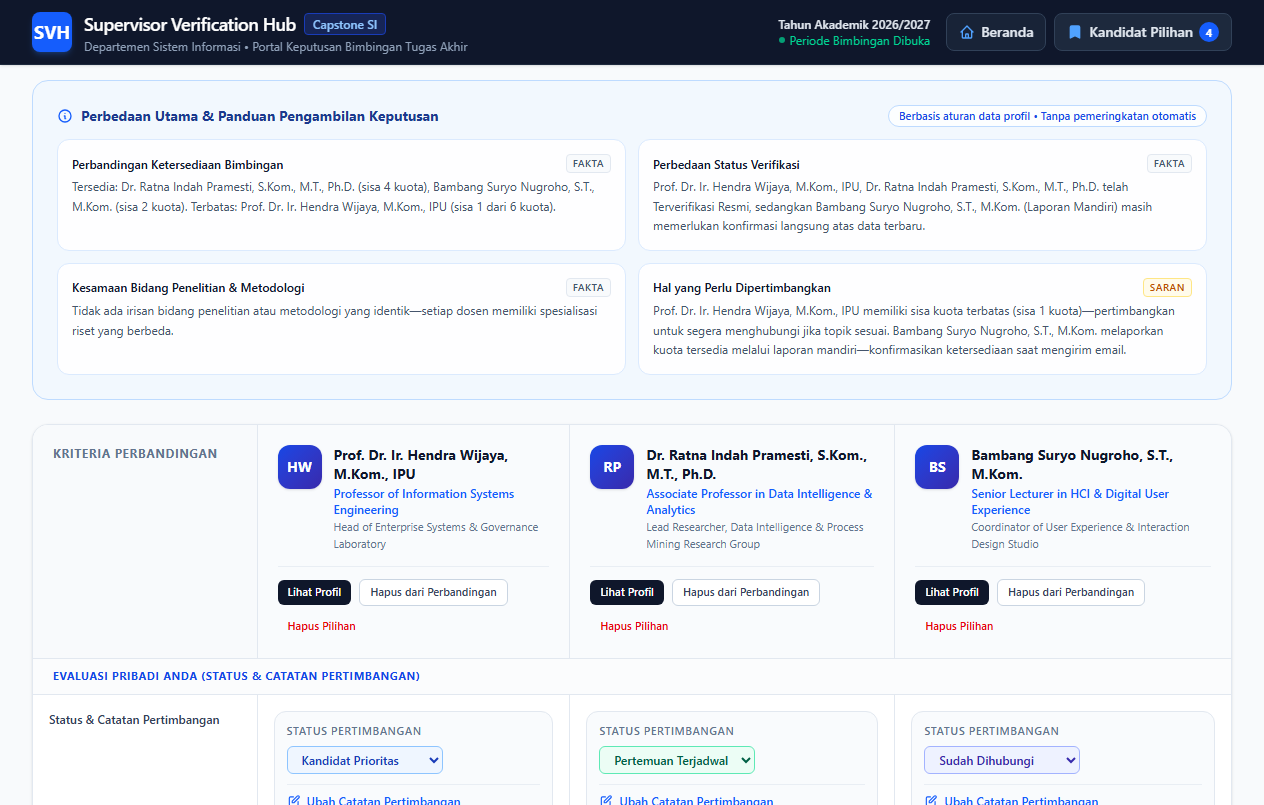 SVH
Supervisor Verification Hub
Capstone SI
Departemen Sistem Informasi • Portal Keputusan Bimbingan Tugas Akhir
Tahun Akademik 2026/2027
Periode Bimbingan Dibuka
Beranda
Kandidat Pilihan 4
Perbedaan Utama & Panduan Pengambilan Keputusan
Berbasis aturan data profil • Tanpa pemeringkatan otomatis
Perbandingan Ketersediaan Bimbingan
FAKTA
Tersedia: Dr. Ratna Indah Pramesti, S.Kom., M.T., Ph.D. (sisa 4 kuota), Bambang Suryo Nugroho, S.T.,
M.Kom. (sisa 2 kuota). Terbatas: Prof. Dr. Ir. Hendra Wijaya, M.Kom., IPU (sisa 1 dari 6 kuota).
Perbedaan Status Verifikasi
FAKTA
Prof. Dr. Ir. Hendra Wijaya, M.Kom., IPU, Dr. Ratna Indah Pramesti, S.Kom., M.T., Ph.D. telah
Terverifikasi Resmi, sedangkan Bambang Suryo Nugroho, S.T., M.Kom. (Laporan Mandiri) masih
memerlukan konfirmasi langsung atas data terbaru.
Kesamaan Bidang Penelitian & Metodologi
FAKTA
Tidak ada irisan bidang penelitian atau metodologi yang identik—setiap dosen memiliki spesialisasi
riset yang berbeda.
Hal yang Perlu Dipertimbangkan
SARAN
Prof. Dr. Ir. Hendra Wijaya, M.Kom., IPU memiliki sisa kuota terbatas (sisa 1 kuota)—pertimbangkan
untuk segera menghubungi jika topik sesuai. Bambang Suryo Nugroho, S.T., M.Kom. melaporkan
kuota tersedia melalui laporan mandiri—konfirmasikan ketersediaan saat mengirim email.
KRITERIA PERBANDINGAN
HW
Prof. Dr. Ir. Hendra Wijaya,
M.Kom., IPU
Professor of Information Systems
Engineering
Head of Enterprise Systems & Governance
Laboratory
Lihat Profil
Hapus dari Perbandingan
Hapus Pilihan
RP
Dr. Ratna Indah Pramesti, S.Kom.,
M.T., Ph.D.
Associate Professor in Data Intelligence &
Analytics
Lead Researcher, Data Intelligence & Process
Mining Research Group
Lihat Profil
Hapus dari Perbandingan
Hapus Pilihan
BS
Bambang Suryo Nugroho, S.T.,
M.Kom.
Senior Lecturer in HCI & Digital User
Experience
Coordinator of User Experience & Interaction
Design Studio
Lihat Profil
Hapus dari Perbandingan
Hapus Pilihan
EVALUASI PRIBADI ANDA (STATUS & CATATAN PERTIMBANGAN)
Status & Catatan Pertimbangan
STATUS PERTIMBANGAN
Kandidat Prioritas
Ubah Catatan Pertimbangan
STATUS PERTIMBANGAN
Pertemuan Terjadwal
Ubah Catatan Pertimbangan
STATUS PERTIMBANGAN
Sudah Dihubungi
Ubah Catatan Pertimbangan